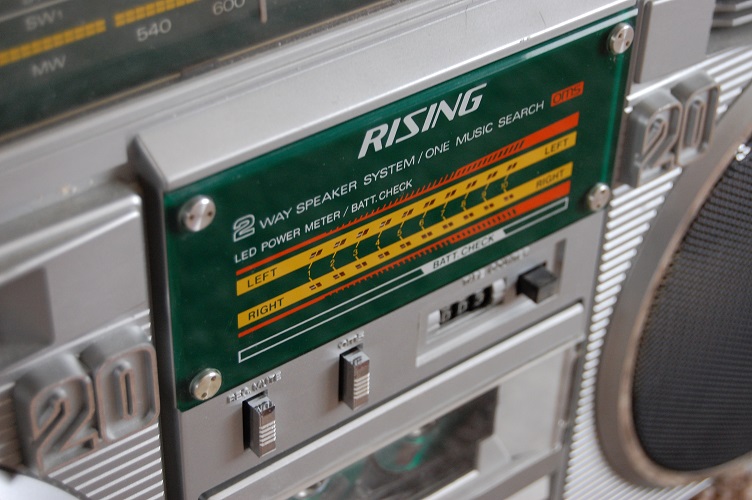 SW1
MW 540 600
RISING
2 WAY SPEAKER SYSTEM / ONE MUSIC SEARCH oms
LED POWER METER / BATT. CHECK
LEFT LEFT
RIGHT RIGHT
BATT CHECK
20
20